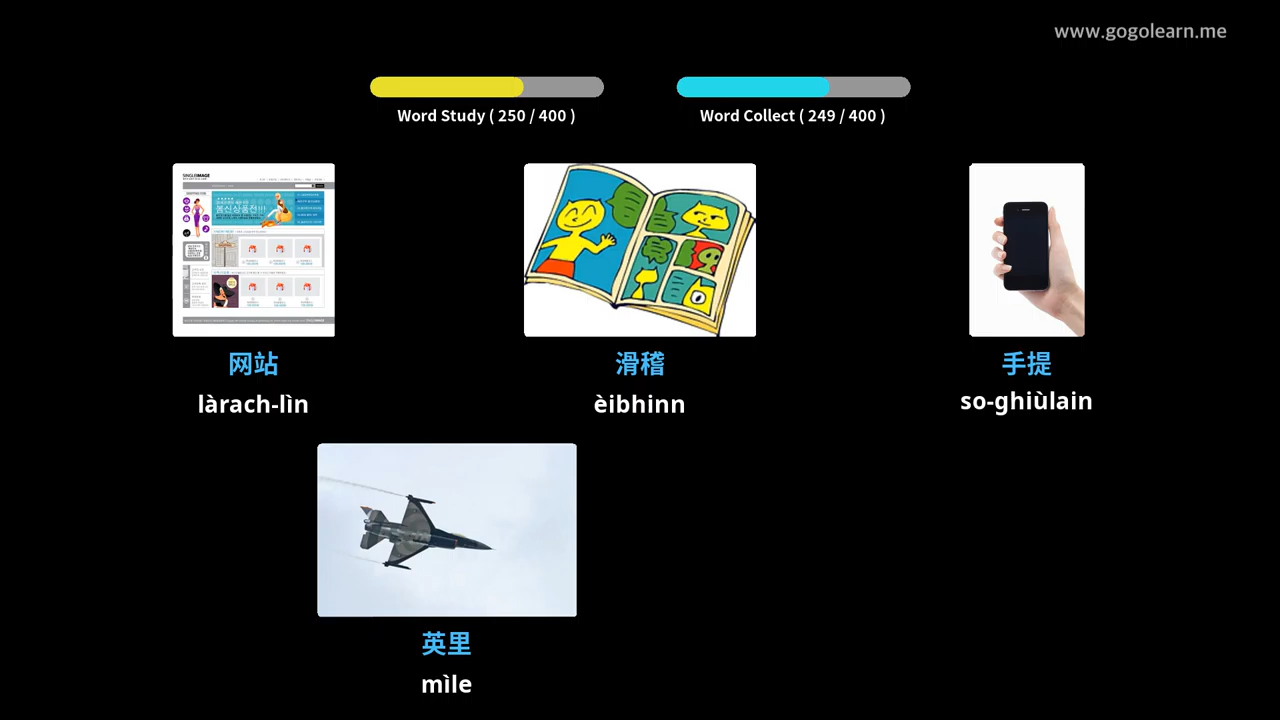 www.gogolearn.me
Word Study ( 250 / 400 )
Word Collect ( 249 / 400 )
网站
làrach-lìn
滑稽
èibhinn
手提
so-ghiùlain
英里
mìle